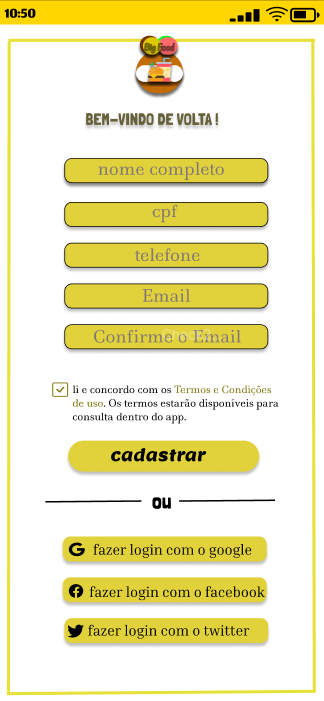 10:50
Big Food
BEM-VINDO DE VOLTA !
nome completo
cpf
telefone
Email
Confirme o Email
li e concordo com os Termos e Condições
de uso. Os termos estarão disponíveis para
consulta dentro do app.
cadastrar
ou
fazer login com o google
fazer login com o facebook
fazer login com o twitter